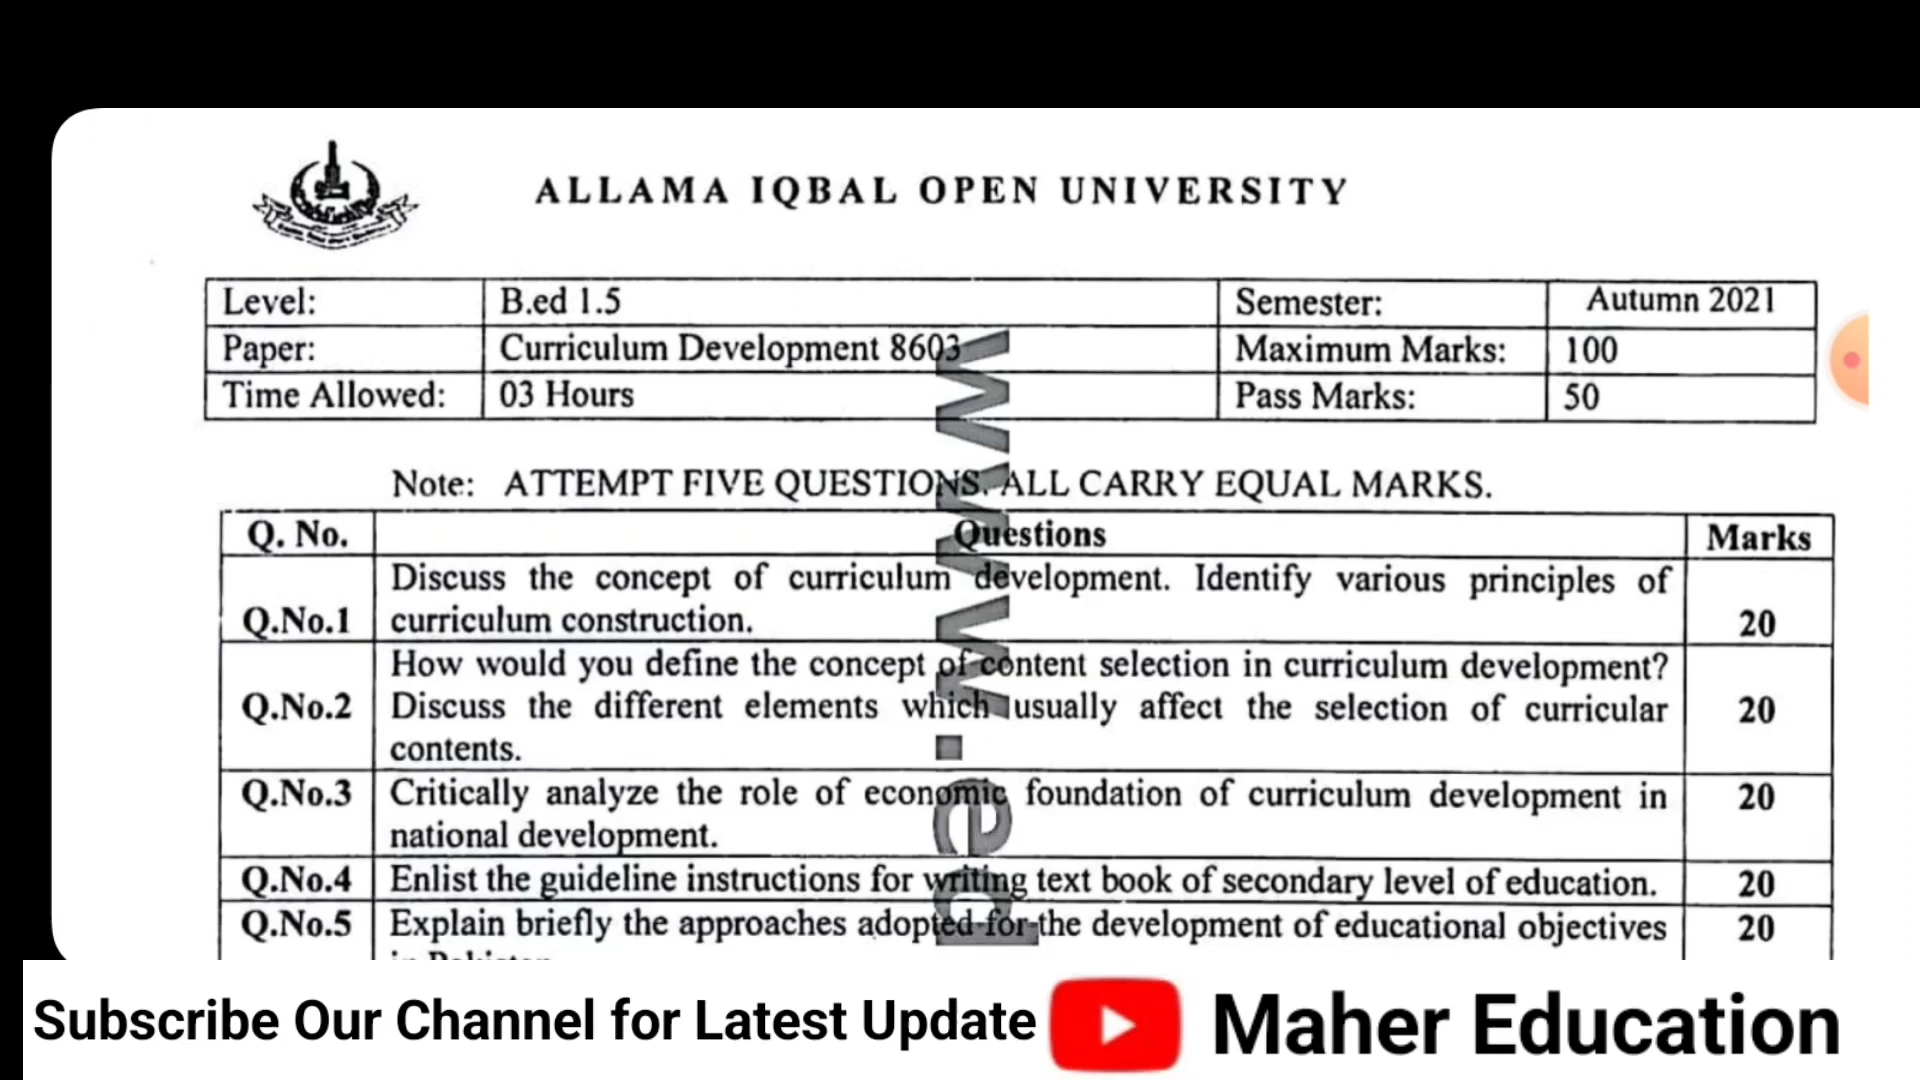 ALLAMA IQBAL OPEN UNIVERSITY
Level: B.ed 1.5 Semester: Autumn 2021
Paper: Curriculum Development 8603 Maximum Marks: 100
Time Allowed: 03 Hours Pass Marks: 50
Note: ATTEMPT FIVE QUESTIONS. ALL CARRY EQUAL MARKS.
Q. No. Questions Marks
Discuss the concept of curriculum development. Identify various principles of
Q.No.1 curriculum construction. 20
How would you define the concept of content selection in curriculum development?
Q.No.2 Discuss the different elements which usually affect the selection of curricular 20
contents.
Q.No.3 Critically analyze the role of economic foundation of curriculum development in 20
national development.
Q.No.4 Enlist the guideline instructions for writing text book of secondary level of education. 20
Q.No.5 Explain briefly the approaches adopted for the development of educational objectives 20
www.ed
Subscribe Our Channel for Latest Update Maher Education